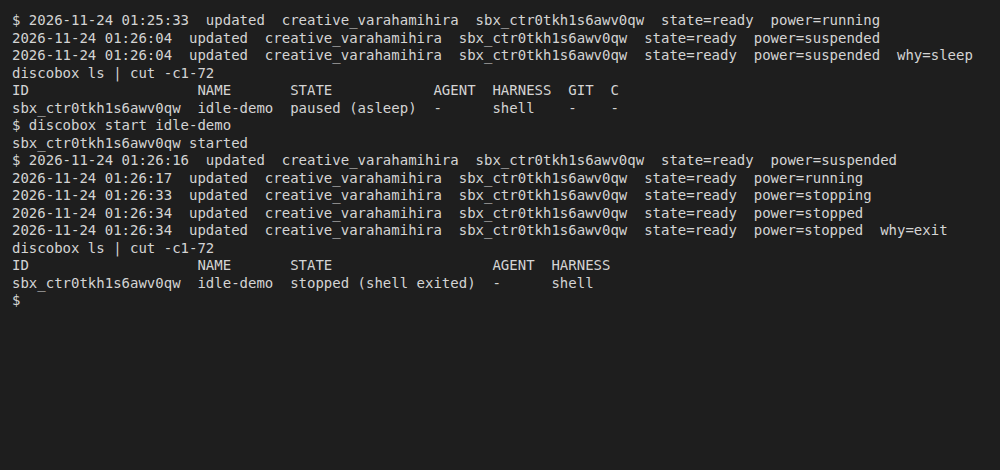 $ 2026-11-24 01:25:33  updated  creative_varahamihira  sbx_ctr0tkh1s6awv0qw  state=ready  power=running
2026-11-24 01:26:04  updated  creative_varahamihira  sbx_ctr0tkh1s6awv0qw  state=ready  power=suspended
2026-11-24 01:26:04  updated  creative_varahamihira  sbx_ctr0tkh1s6awv0qw  state=ready  power=suspended  why=sleep
discobox ls | cut -c1-72
ID                    NAME       STATE            AGENT  HARNESS  GIT  C
sbx_ctr0tkh1s6awv0qw  idle-demo  paused (asleep)  -      shell    -    -
$ discobox start idle-demo
sbx_ctr0tkh1s6awv0qw started
$ 2026-11-24 01:26:16  updated  creative_varahamihira  sbx_ctr0tkh1s6awv0qw  state=ready  power=suspended
2026-11-24 01:26:17  updated  creative_varahamihira  sbx_ctr0tkh1s6awv0qw  state=ready  power=running
2026-11-24 01:26:33  updated  creative_varahamihira  sbx_ctr0tkh1s6awv0qw  state=ready  power=stopping
2026-11-24 01:26:34  updated  creative_varahamihira  sbx_ctr0tkh1s6awv0qw  state=ready  power=stopped
2026-11-24 01:26:34  updated  creative_varahamihira  sbx_ctr0tkh1s6awv0qw  state=ready  power=stopped  why=exit
discobox ls | cut -c1-72
ID                    NAME       STATE                   AGENT  HARNESS
sbx_ctr0tkh1s6awv0qw  idle-demo  stopped (shell exited)  -      shell
$